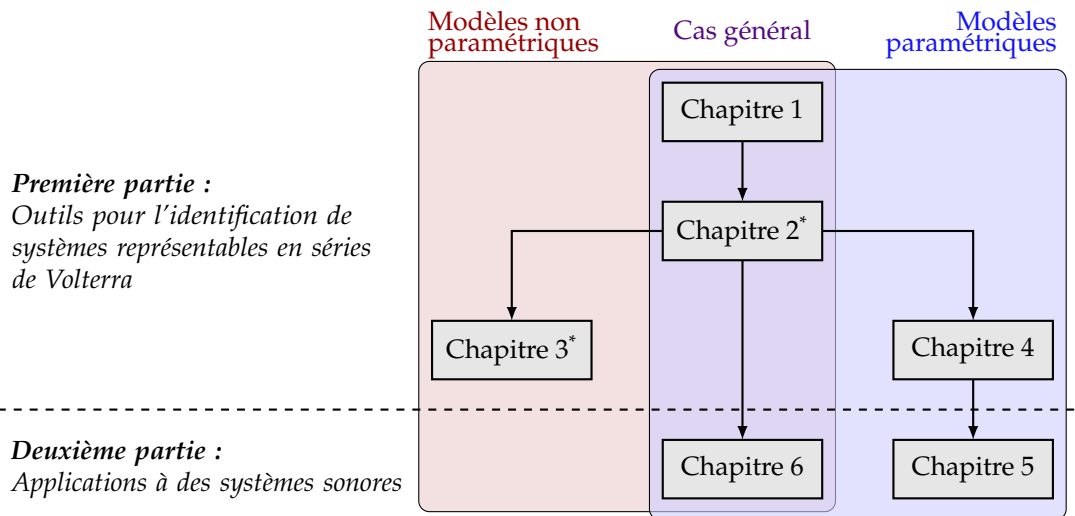 Modèles non
paramétriques
Cas général
Modèles
paramétriques
Chapitre 1
Première partie :
Outils pour l'identification de
systèmes représentables en séries
de Volterra
Chapitre 2*
Chapitre 3*
Chapitre 4
Deuxième partie :
Applications à des systèmes sonores
Chapitre 6
Chapitre 5